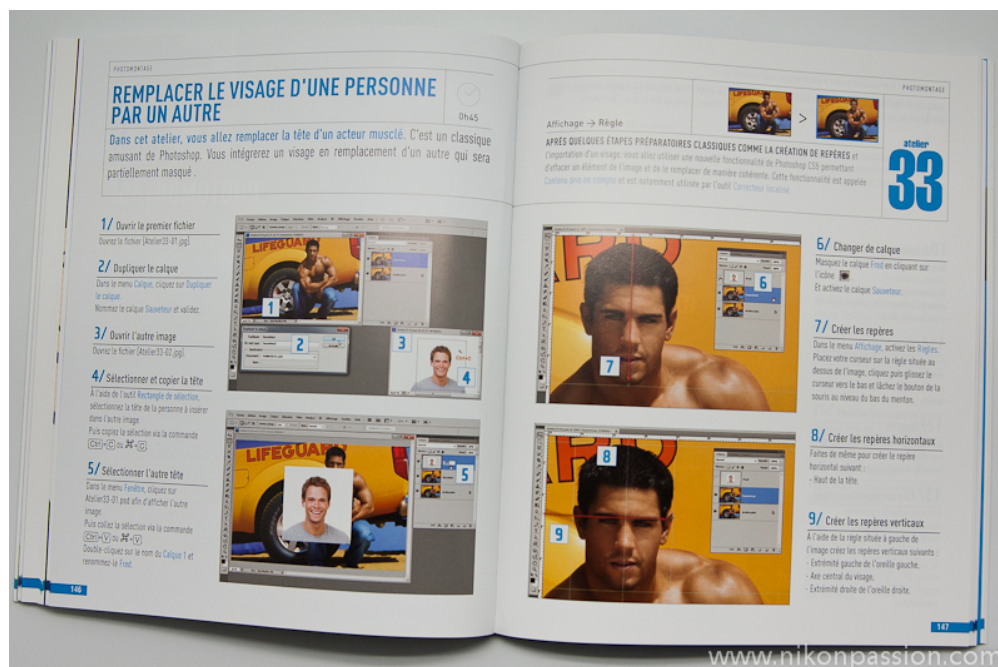 PHOTOMONTAGE
REMPLACER LE VISAGE D'UNE PERSONNE
PAR UN AUTRE
0h45
Dans cet atelier, vous allez remplacer la tête d'un acteur musclé. C'est un classique
amusant de Photoshop. Vous intégrerez un visage en remplacement d'un autre qui sera
partiellement masqué .
1/ Ouvrir le premier fichier
Ouvrez le fichier (Atelier33-01.jpg).
2/ Dupliquer le calque
Dans le menu Calque, cliquez sur Dupliquer
le calque.
Nommez le calque Sauveteur et validez.
3/ Ouvrir l'autre image
Ouvrez le fichier (Atelier33-02.jpg).
4/ Sélectionner et copier la tête
À l'aide de l'outil Rectangle de sélection,
sélectionnez la tête de la personne à insérer
dans l'autre image.
Puis copiez la sélection via la commande
Ctrl+C ou ⌘+C
5/ Sélectionner l'autre tête
Dans le menu Fenêtre, cliquez sur
Atelier33-01.psd afin d'afficher l'autre
image.
Puis collez la sélection via la commande
Ctrl+V ou ⌘+V
Double-cliquez sur le nom du Calque 1 et
renommez-le Fred.
LIFEGUARD
1
2
3
4
LIFEGUARD
5
146
PHOTOMONTAGE
Affichage → Règle
>
APRÈS QUELQUES ÉTAPES PRÉPARATOIRES CLASSIQUES COMME LA CRÉATION DE REPÈRES et
l'importation d'un visage, vous allez utiliser une nouvelle fonctionnalité de Photoshop CS5 permettant
d'effacer un élément de l'image et de le remplacer de manière cohérente. Cette fonctionnalité est appelée
Contenu pris en compte et est notamment utilisée par l'outil Correcteur localisé.
atelier
33
6
7
8
9
6/ Changer de calque
Masquez le calque Fred en cliquant sur
l'icône
Et activez le calque Sauveteur.
7/ Créer les repères
Dans le menu Affichage, activez les Règles.
Placez votre curseur sur la règle située au
dessus de l'image, cliquez puis glissez le
curseur vers le bas et lâchez le bouton de la
souris au niveau du bas du menton.
8/ Créer les repères horizontaux
Faites de même pour créer le repère
horizontal suivant :
- Haut de la tête.
9/ Créer les repères verticaux
À l'aide de la règle située à gauche de
l'image créez les repères verticaux suivants :
- Extrémité gauche de l'oreille gauche.
- Axe central du visage.
- Extrémité droite de l'oreille droite.
147
www.nikonpassion.com